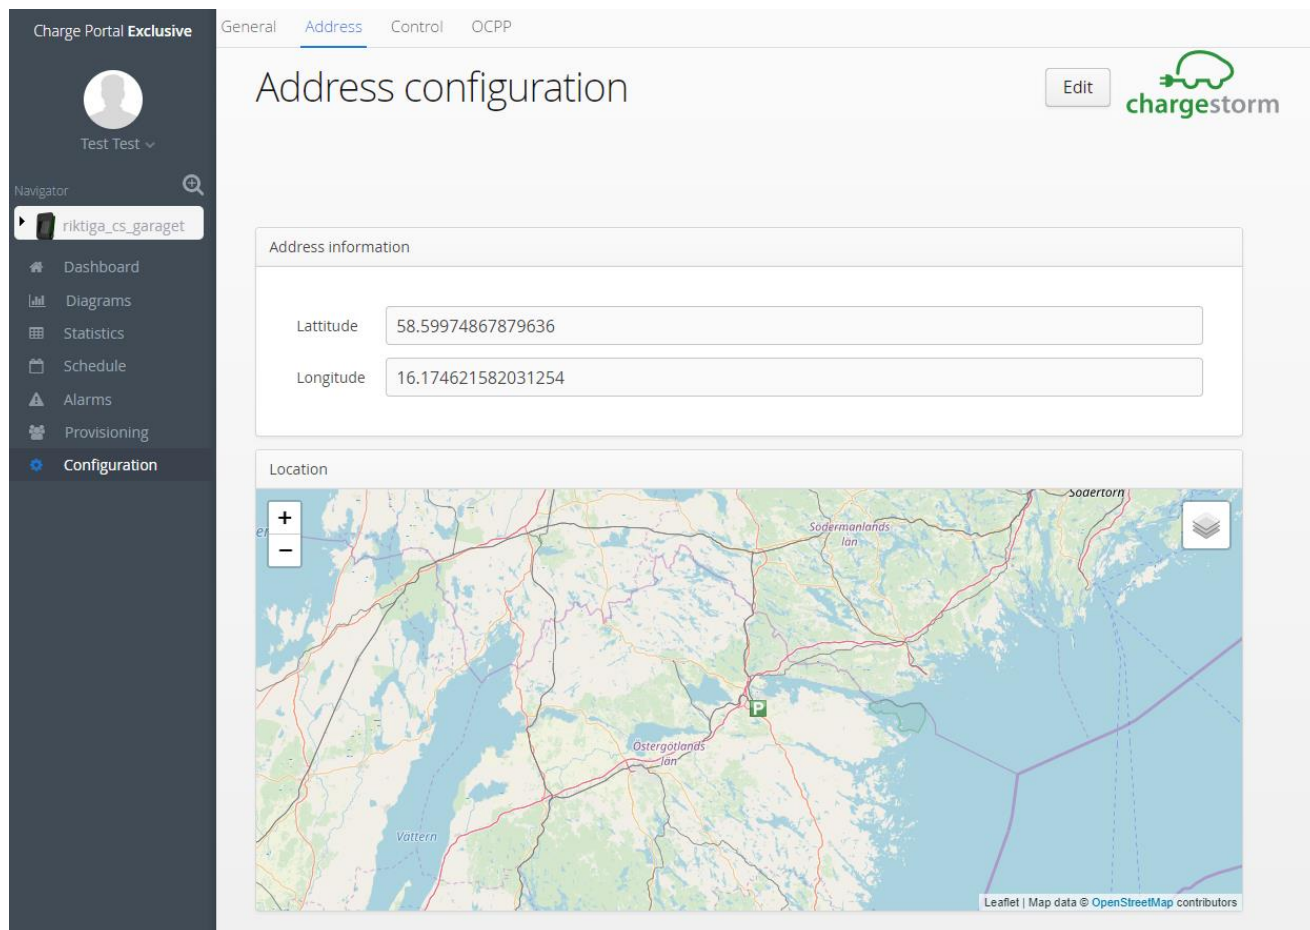 Charge Portal Exclusive
General Address Control OCPP
Address configuration
Edit
chargestorm
Test Test
Navigator
riktiga_cs_garaget
Dashboard
Diagrams
Statistics
Schedule
Alarms
Provisioning
Configuration
Address information
Lattitude 58.59974867879636
Longitude 16.174621582031254
Location
+
−
Södertörn
Södermanlands
län
P
Östergötlands
län
Vättern
Leaflet | Map data © OpenStreetMap contributors